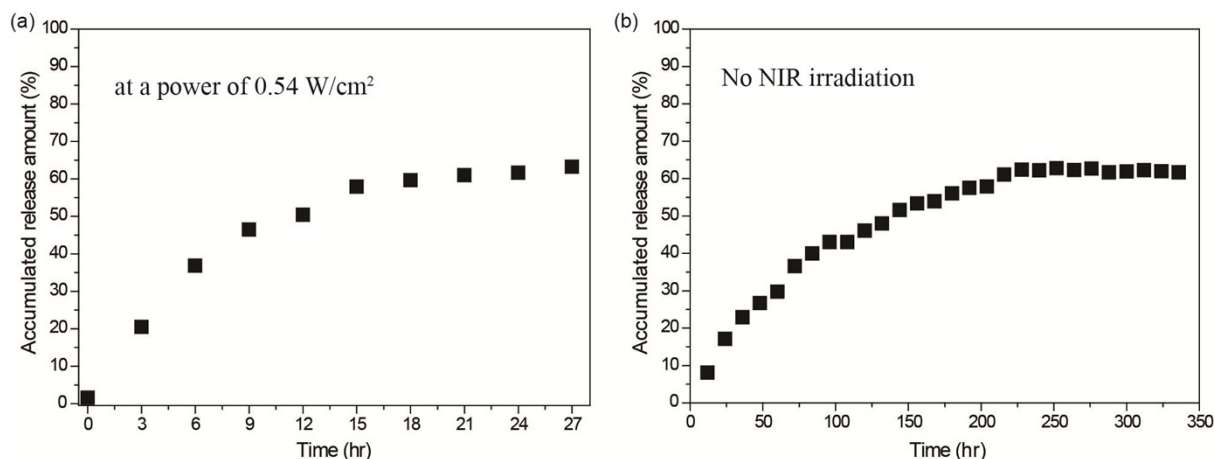 (a)
100
90
80
70
60
50
40
30
20
10
0
Accumulated release amount (%)
at a power of 0.54 W/cm²
0 3 6 9 12 15 18 21 24 27
Time (hr)
(b)
100
90
80
70
60
50
40
30
20
10
0
Accumulated release amount (%)
No NIR irradiation
0 50 100 150 200 250 300 350
Time (hr)